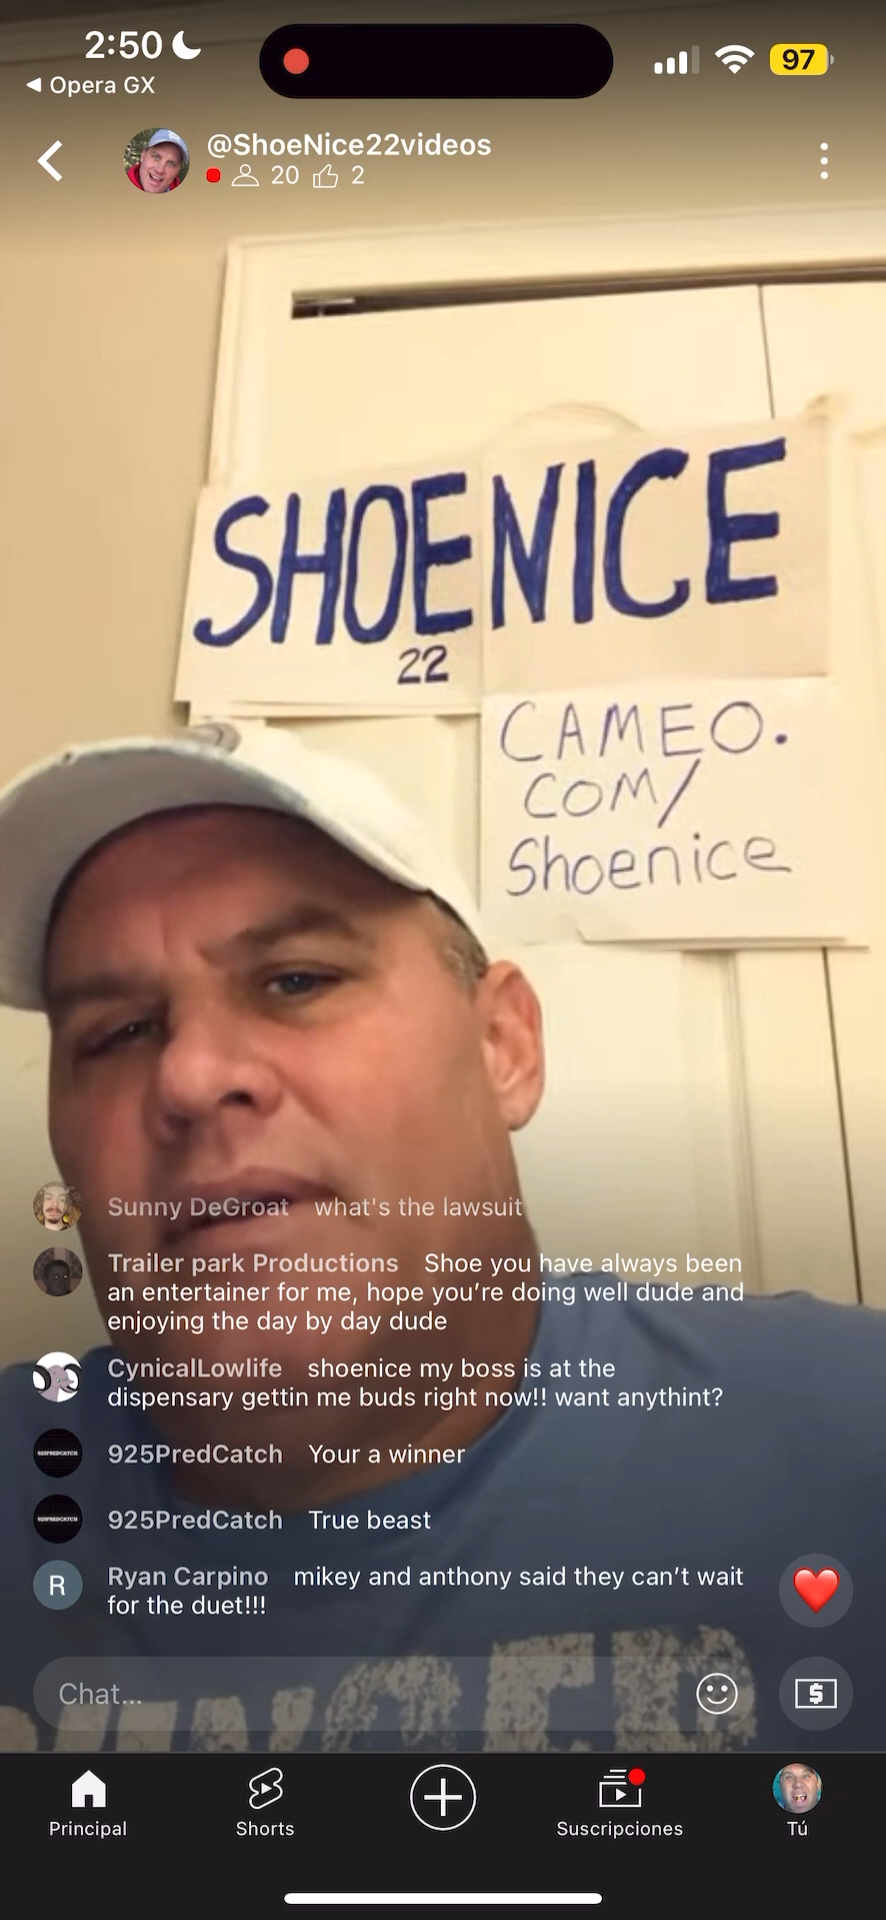 2:50
97
Opera GX
@ShoeNice22videos
20 2
SHOENICE
22
CAMEO.
COM/
Shoenice
Sunny DeGroat what's the lawsuit
Trailer park Productions Shoe you have always been
an entertainer for me, hope you’re doing well dude and
enjoying the day by day dude
CynicalLowlife shoenice my boss is at the
dispensary gettin me buds right now!! want anythint?
925PredCatch Your a winner
925PredCatch True beast
R Ryan Carpino mikey and anthony said they can’t wait
for the duet!!!
Chat...
$
Principal
Shorts
Suscripciones
Tú